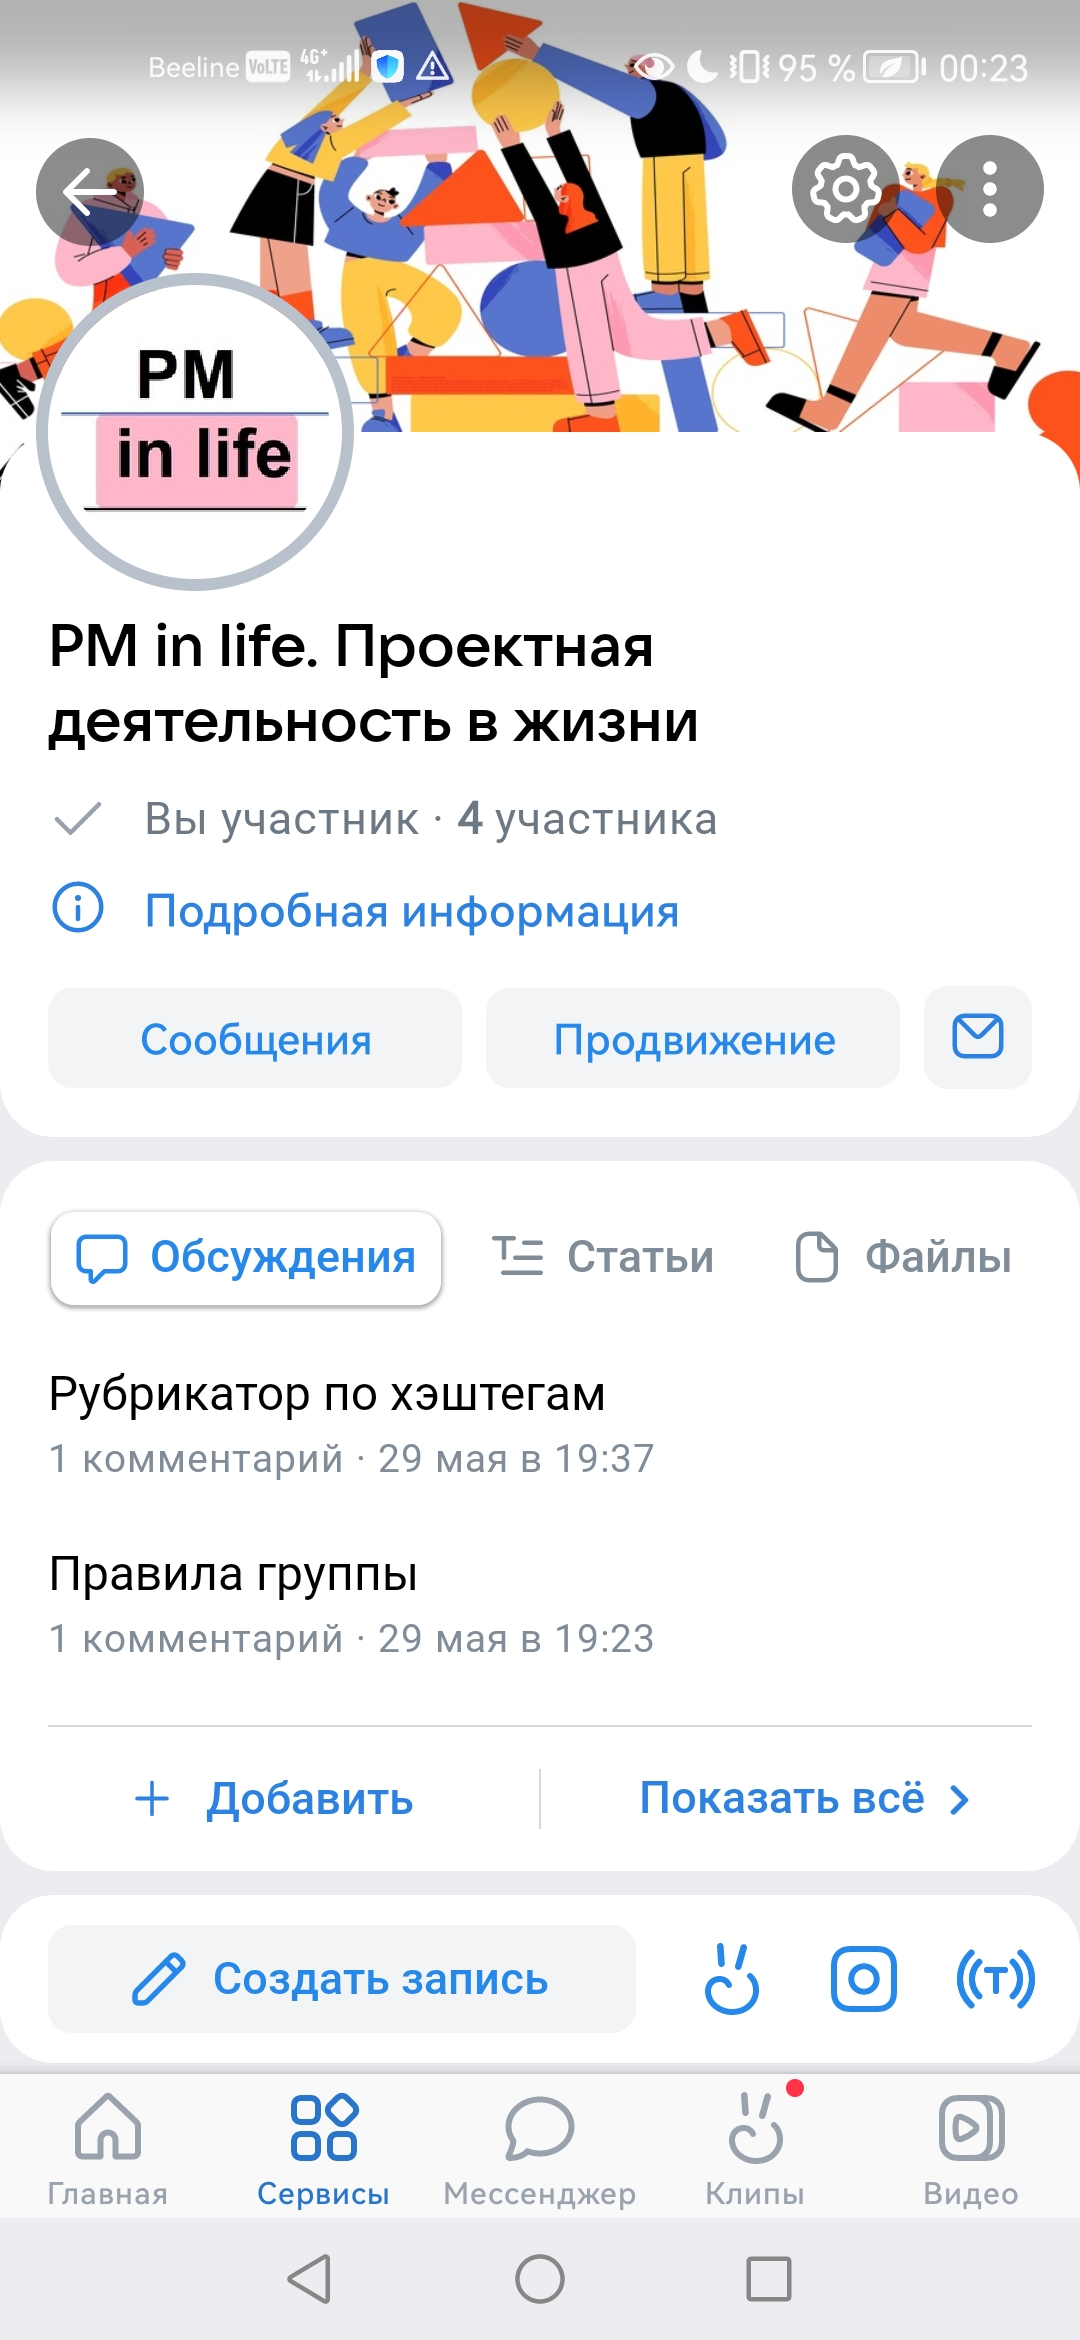 Beeline VoLTE 4G+ 95 % 00:23
PM
in life
PM in life. Проектная
деятельность в жизни
Вы участник · 4 участника
Подробная информация
Сообщения Продвижение
Обсуждения Статьи Файлы
Рубрикатор по хэштегам
1 комментарий · 29 мая в 19:37
Правила группы
1 комментарий · 29 мая в 19:23
Добавить Показать всё
Создать запись
Главная Сервисы Мессенджер Клипы Видео